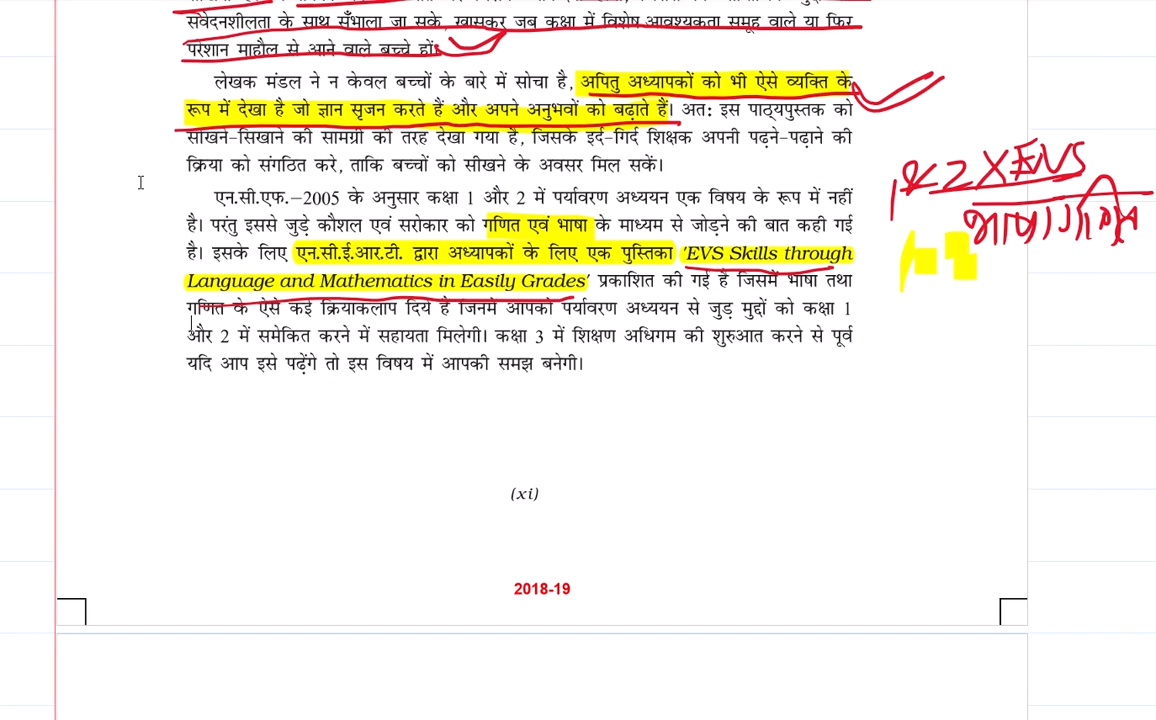 संवेदनशीलता के साथ सँभाला जा सके, खासकर जब कक्षा में विशेष आवश्यकता समूह वाले या फिर
परेशान माहौल से आने वाले बच्चे हों।
लेखक मंडल ने न केवल बच्चों के बारे में सोचा है, अपितु अध्यापकों को भी ऐसे व्यक्ति के
रूप में देखा है जो ज्ञान सृजन करते हैं और अपने अनुभवों को बढ़ाते हैं। अत: इस पाठ्यपुस्तक को
सीखने-सिखाने की सामग्री की तरह देखा गया है, जिसके इर्द-गिर्द शिक्षक अपनी पढ़ने-पढ़ाने की
क्रिया को संगठित करे, ताकि बच्चों को सीखने के अवसर मिल सकें।
1 & 2 X EVS
भाषा गणित
एन.सी.एफ.–2005 के अनुसार कक्षा 1 और 2 में पर्यावरण अध्ययन एक विषय के रूप में नहीं
है। परंतु इससे जुड़े कौशल एवं सरोकार को गणित एवं भाषा के माध्यम से जोड़ने की बात कही गई
है। इसके लिए एन.सी.ई.आर.टी. द्वारा अध्यापकों के लिए एक पुस्तिका 'EVS Skills through
Language and Mathematics in Easily Grades' प्रकाशित की गई है जिसमें भाषा तथा
गणित के ऐसे कई क्रियाकलाप दिये हैं जिनमें आपको पर्यावरण अध्ययन से जुड़े मुद्दों को कक्षा 1
और 2 में समेकित करने में सहायता मिलेगी। कक्षा 3 में शिक्षण अधिगम की शुरुआत करने से पूर्व
यदि आप इसे पढ़ेंगे तो इस विषय में आपकी समझ बनेगी।
(xi)
2018-19